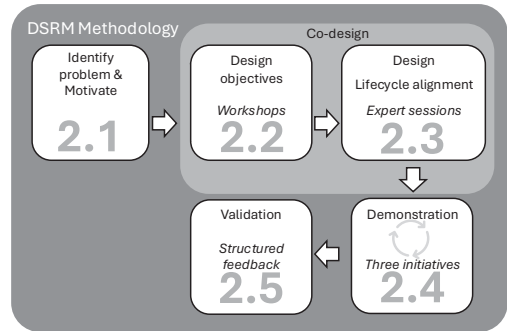 DSRM Methodology
Co-design
Identify
problem &
Motivate
2.1
Design
objectives
Workshops
2.2
Design
Lifecycle alignment
Expert sessions
2.3
Demonstration
Three initiatives
2.4
Validation
Structured
feedback
2.5